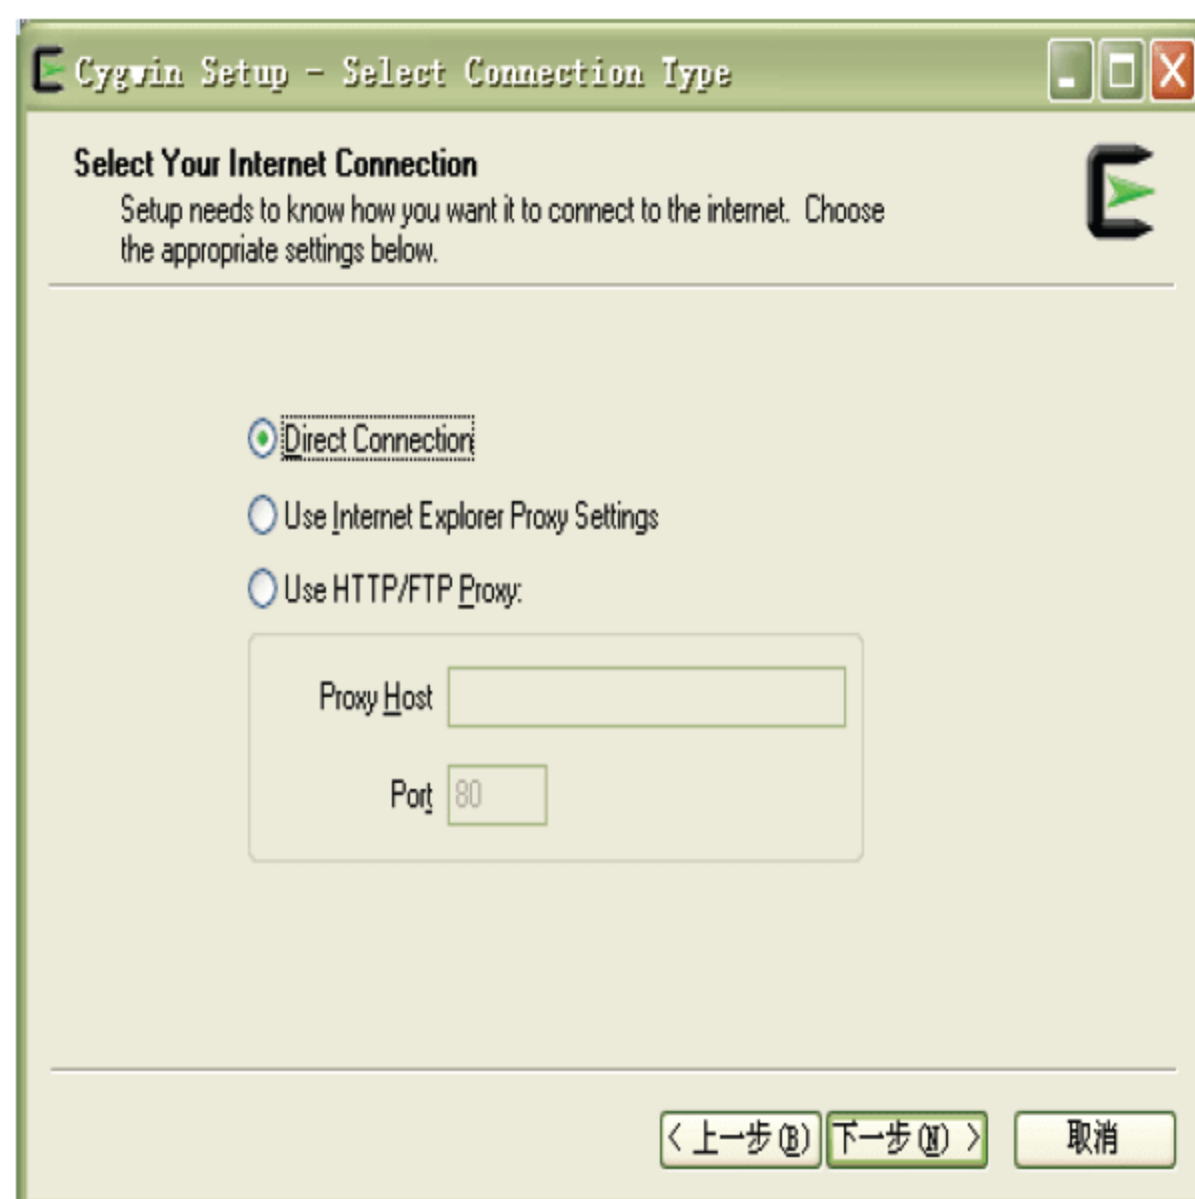 Cygwin Setup - Select Connection Type
Select Your Internet Connection
Setup needs to know how you want it to connect to the internet. Choose
the appropriate settings below.
Direct Connection
Use Internet Explorer Proxy Settings
Use HTTP/FTP Proxy:
Proxy Host
Port 80
< 上一步(B) 下一步(N) > 取消